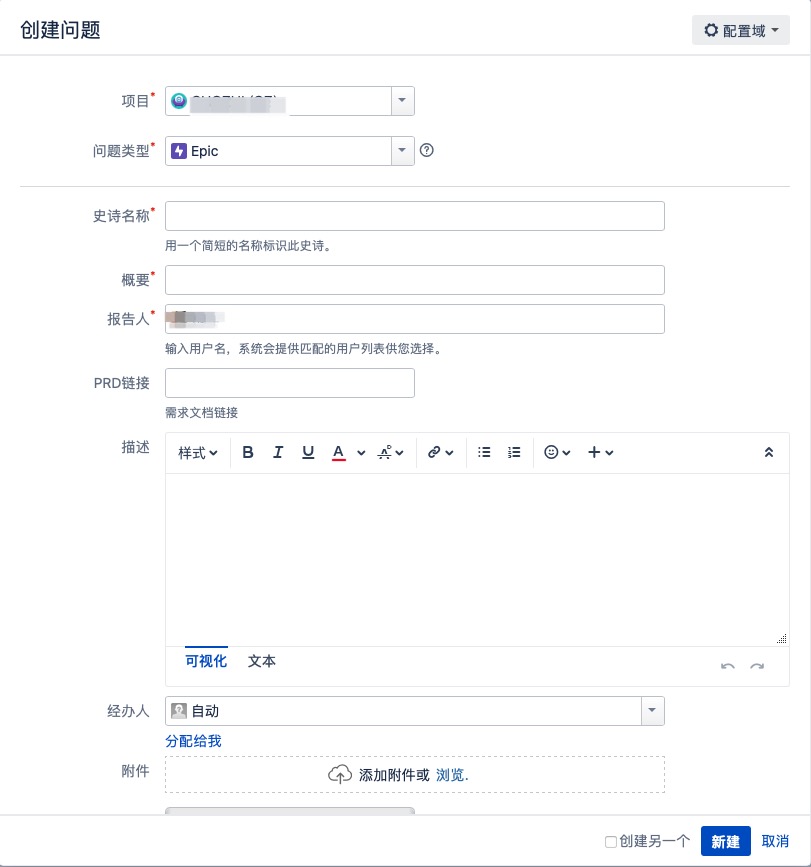 创建问题
配置域
项目*
问题类型* Epic
史诗名称*
用一个简短的名称标识此史诗。
概要*
报告人*
输入用户名，系统会提供匹配的用户列表供您选择。
PRD链接
需求文档链接
描述
样式 B I U A
可视化 文本
经办人 自动
分配给我
附件 添加附件或 浏览.
创建另一个 新建 取消